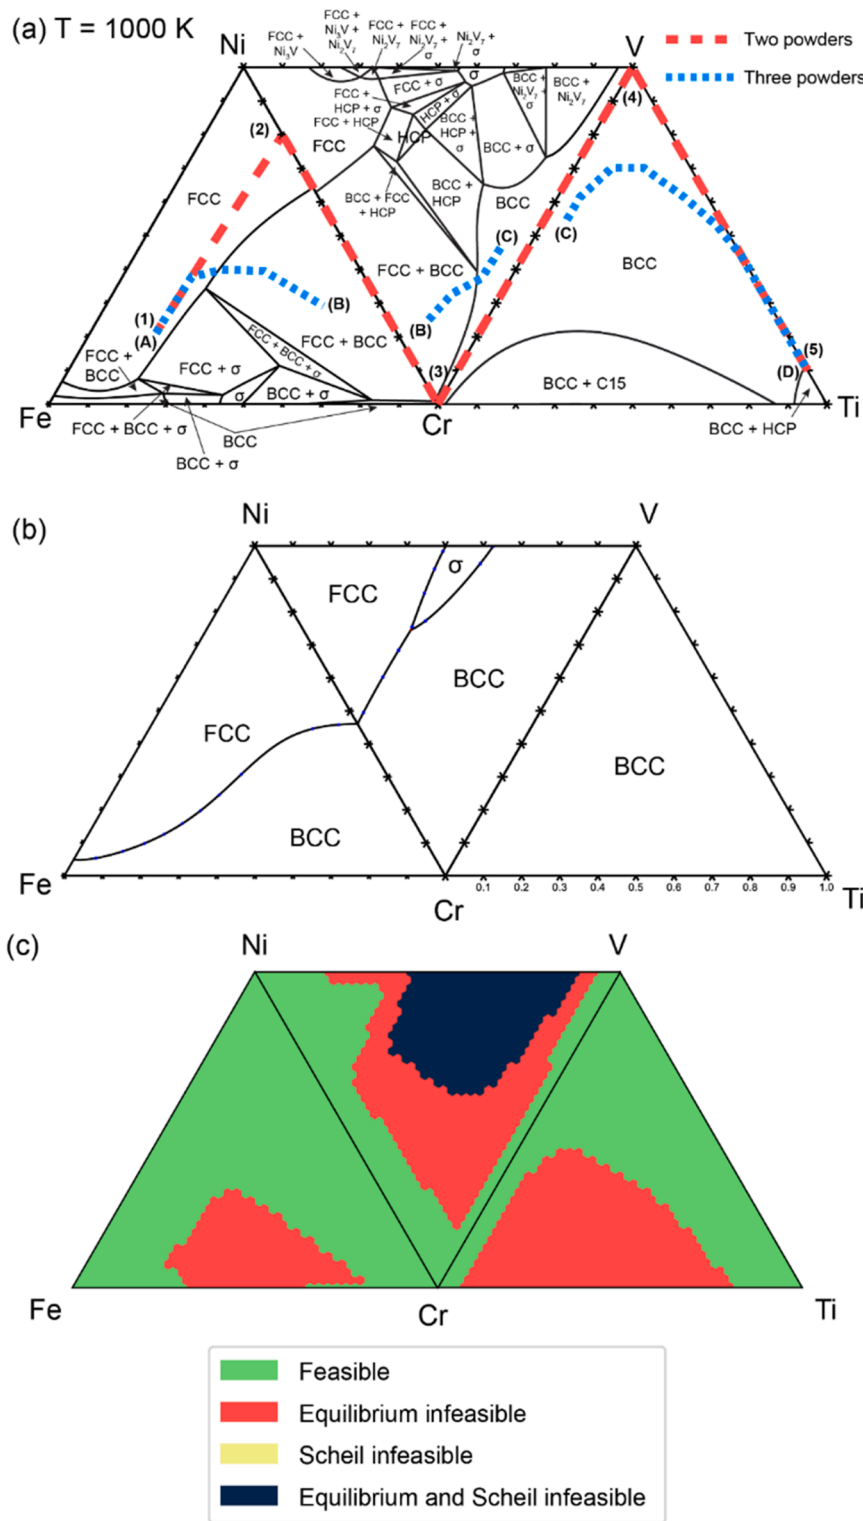 (a) T = 1000 K
Ni
V
Two powders
Three powders
FCC +
Ni₃V
FCC +
Ni₃V +
Ni₂V₇
FCC +
Ni₂V₇
FCC +
Ni₂V₇ +
σ
Ni₂V₇ +
σ
FCC + σ
σ
BCC +
Ni₂V₇ +
σ
BCC +
Ni₂V₇
(4)
FCC +
HCP + σ
HCP + σ
FCC + HCP
HCP
BCC +
HCP +
σ
BCC + σ
(2)
FCC
FCC
BCC + FCC
+ HCP
BCC +
HCP
BCC
(C)
(C)
BCC
FCC + BCC
(1)
(A)
(B)
(B)
FCC + BCC
FCC + BCC + σ
FCC +
BCC
FCC + σ
(3)
(5)
(D)
σ
BCC + σ
BCC + C15
Fe
Cr
Ti
FCC + BCC + σ
BCC
BCC + HCP
BCC + σ
(b)
Ni
V
FCC
σ
BCC
FCC
BCC
BCC
Fe
Cr
0.1 0.2 0.3 0.4 0.5 0.6 0.7 0.8 0.9 1.0
Ti
(c)
Ni
V
Fe
Cr
Ti
Feasible
Equilibrium infeasible
Scheil infeasible
Equilibrium and Scheil infeasible